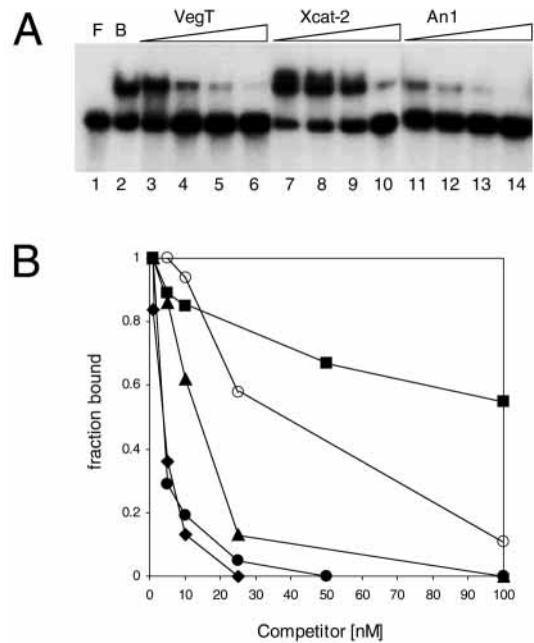 A
F B VegT Xcat-2 An1
1 2 3 4 5 6 7 8 9 10 11 12 13 14
B
1
0.8
0.6
0.4
0.2
0
fraction bound
0 10 20 30 40 50 60 70 80 90 100
Competitor [nM]